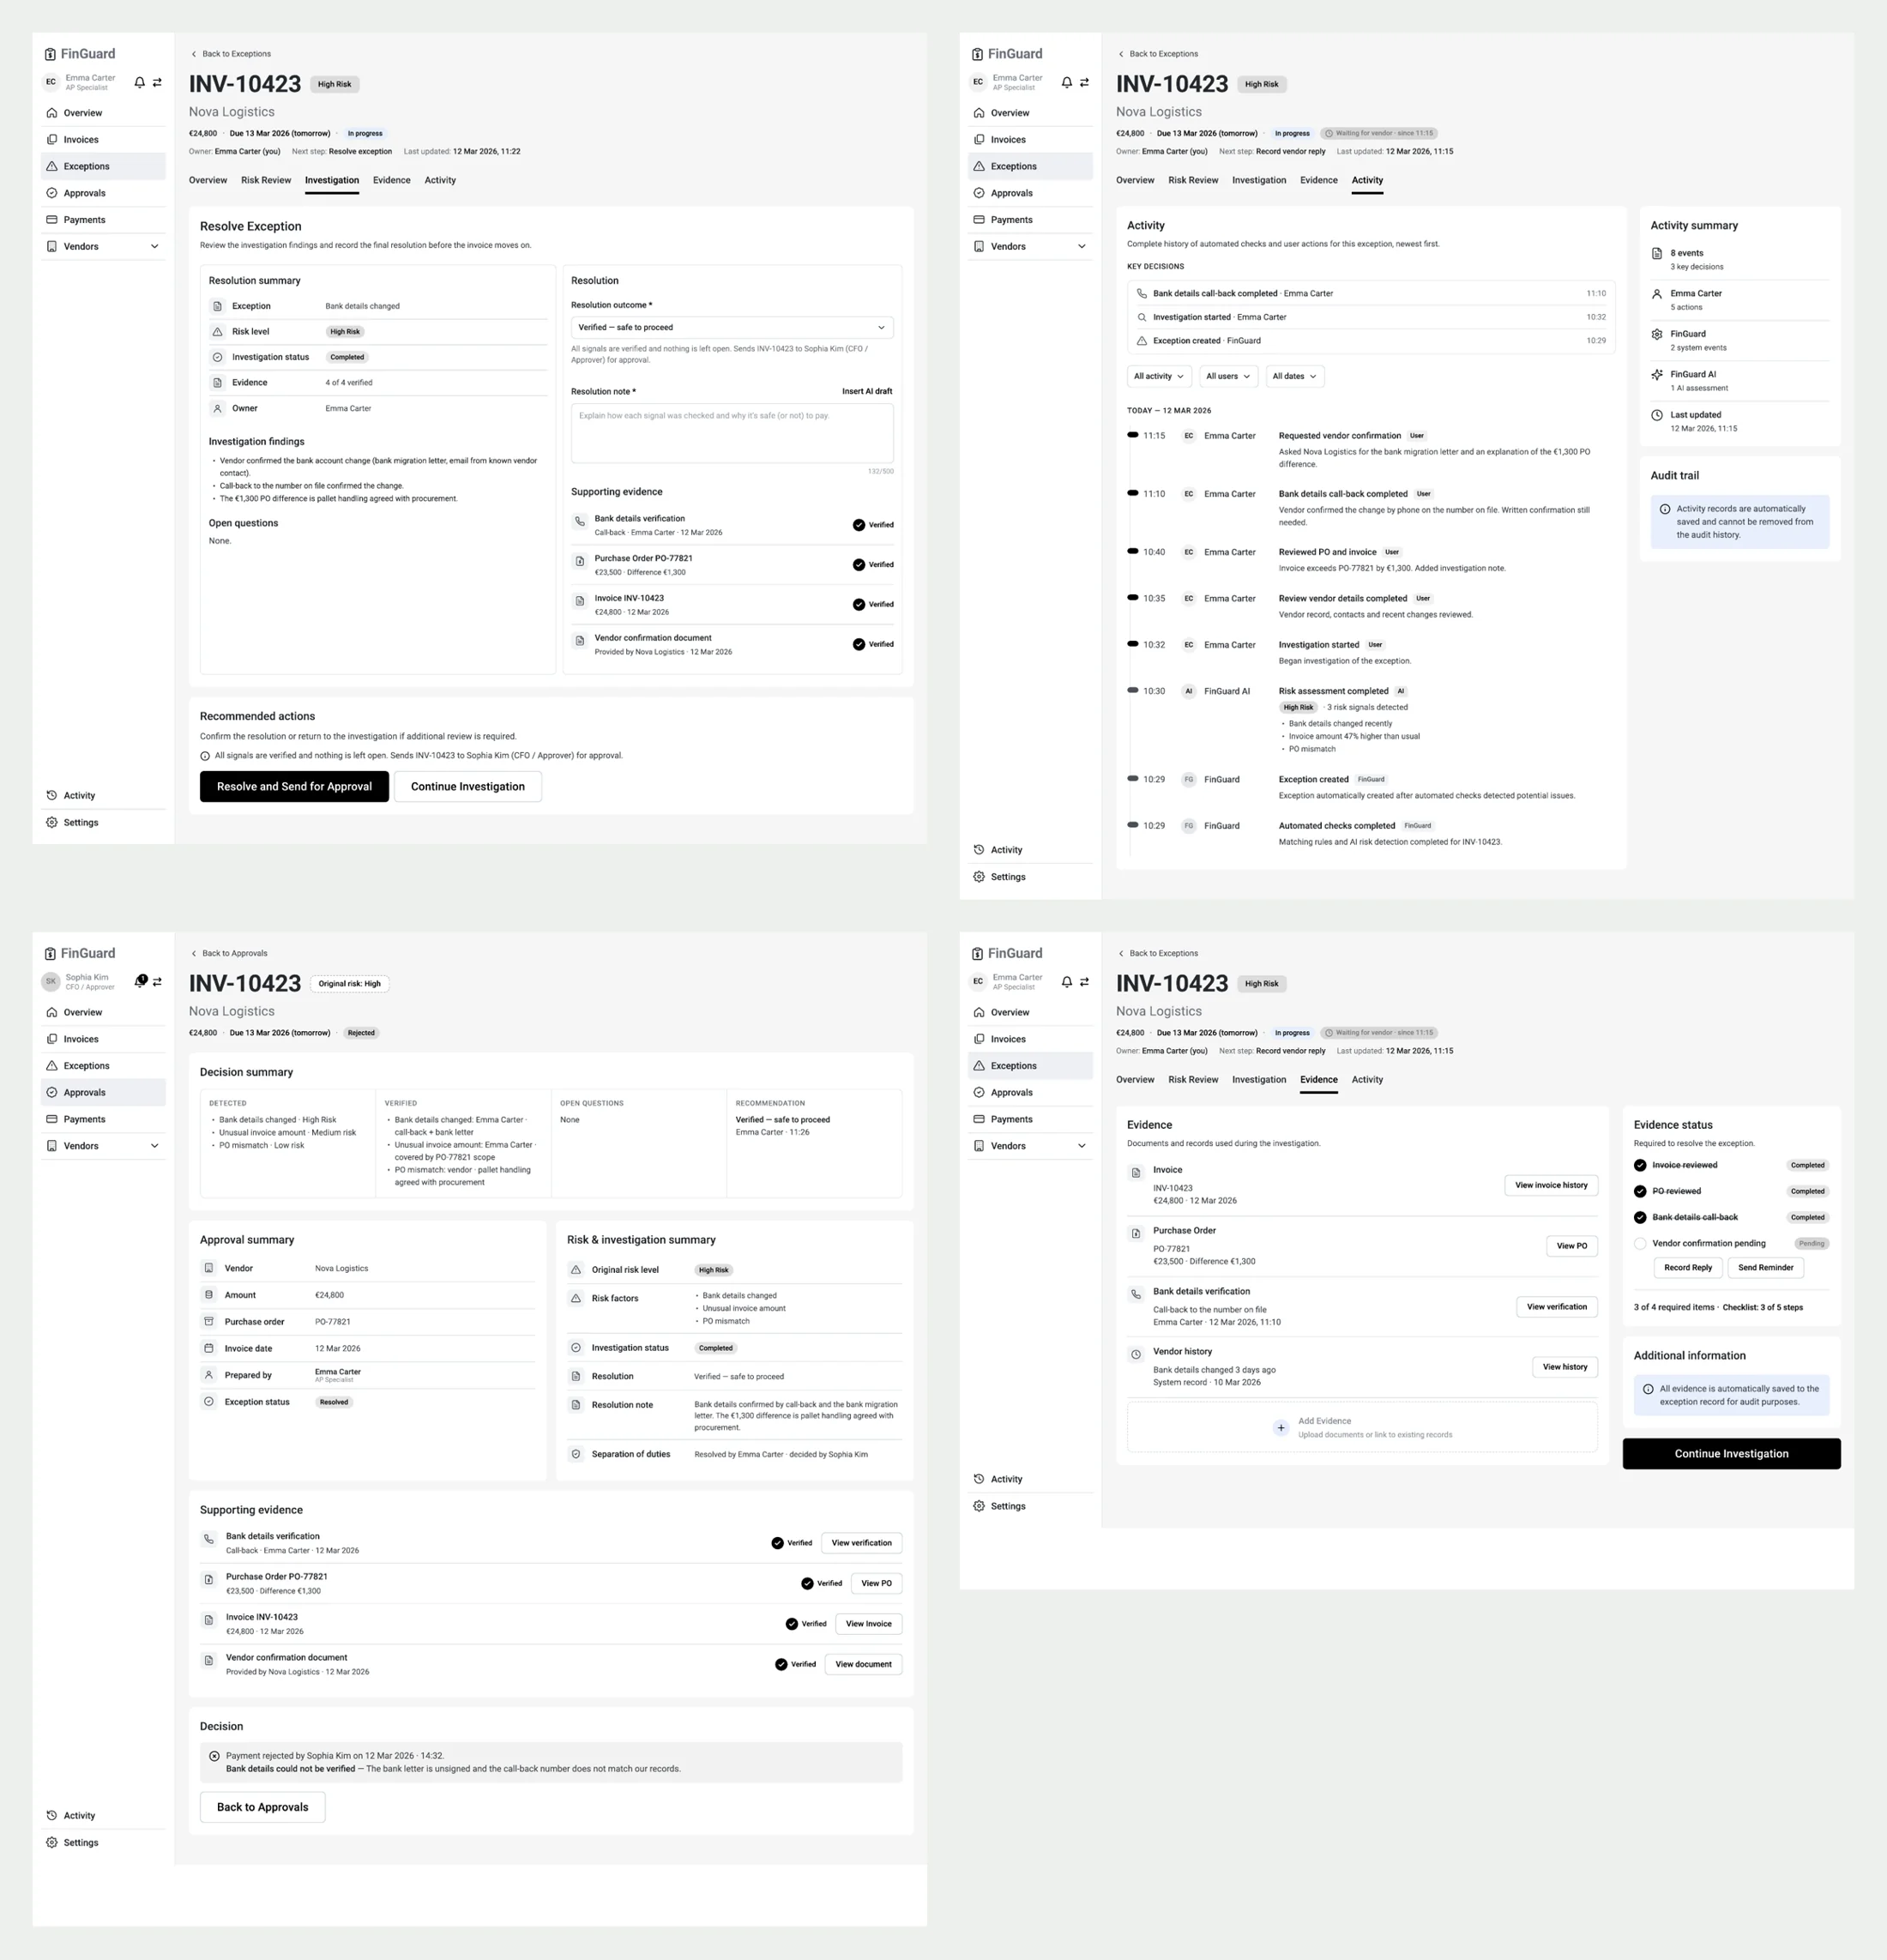 FinGuard
EC
Emma Carter
AP Specialist
Overview
Invoices
Exceptions
Approvals
Payments
Vendors
Activity
Settings
Back to Exceptions
INV-10423 High Risk
Nova Logistics
€24,800 · Due 13 Mar 2026 (tomorrow) · In progress
Owner: Emma Carter (you) Next step: Resolve exception Last updated: 12 Mar 2026, 11:22
Overview Risk Review Investigation Evidence Activity
Resolve Exception
Review the investigation findings and record the final resolution before the invoice moves on.
Resolution summary
Exception Bank details changed
Risk level High Risk
Investigation status Completed
Evidence 4 of 4 verified
Owner Emma Carter
Investigation findings
• Vendor confirmed the bank account change (bank migration letter, email from known vendor
contact).
• Call-back to the number on file confirmed the change.
• The €1,300 PO difference is pallet handling agreed with procurement.
Open questions
None.
Resolution
Resolution outcome *
Verified — safe to proceed
All signals are verified and nothing is left open. Sends INV-10423 to Sophia Kim (CFO /
Approver) for approval.
Resolution note * Insert AI draft
Explain how each signal was checked and why it's safe (or not) to pay.
132/500
Supporting evidence
Bank details verification
Call-back · Emma Carter · 12 Mar 2026
Verified
Purchase Order PO-77821
€23,500 · Difference €1,300
Verified
Invoice INV-10423
€24,800 · 12 Mar 2026
Verified
Vendor confirmation document
Provided by Nova Logistics · 12 Mar 2026
Verified
Recommended actions
Confirm the resolution or return to the investigation if additional review is required.
All signals are verified and nothing is left open. Sends INV-10423 to Sophia Kim (CFO / Approver) for approval.
Resolve and Send for Approval Continue Investigation
FinGuard
EC
Emma Carter
AP Specialist
Overview
Invoices
Exceptions
Approvals
Payments
Vendors
Activity
Settings
Back to Exceptions
INV-10423 High Risk
Nova Logistics
€24,800 · Due 13 Mar 2026 (tomorrow) · In progress Waiting for vendor · since 11:15
Owner: Emma Carter (you) Next step: Record vendor reply Last updated: 12 Mar 2026, 11:15
Overview Risk Review Investigation Evidence Activity
Activity
Complete history of automated checks and user actions for this exception, newest first.
KEY DECISIONS
Bank details call-back completed · Emma Carter 11:10
Investigation started · Emma Carter 10:32
Exception created · FinGuard 10:29
All activity All users All dates
TODAY — 12 MAR 2026
11:15 EC Emma Carter Requested vendor confirmation User
Asked Nova Logistics for the bank migration letter and an explanation of the €1,300 PO
difference.
11:10 EC Emma Carter Bank details call-back completed User
Vendor confirmed the change by phone on the number on file. Written confirmation still
needed.
10:40 EC Emma Carter Reviewed PO and invoice User
Invoice exceeds PO-77821 by €1,300. Added investigation note.
10:35 EC Emma Carter Review vendor details completed User
Vendor record, contacts and recent changes reviewed.
10:32 EC Emma Carter Investigation started User
Began investigation of the exception.
10:30 AI FinGuard AI Risk assessment completed AI
High Risk · 3 risk signals detected
• Bank details changed recently
• Invoice amount 47% higher than usual
• PO mismatch
10:29 FG FinGuard Exception created FinGuard
Exception automatically created after automated checks detected potential issues.
10:29 FG FinGuard Automated checks completed FinGuard
Matching rules and AI risk detection completed for INV-10423.
Activity summary
8 events
3 key decisions
Emma Carter
5 actions
FinGuard
2 system events
FinGuard AI
1 AI assessment
Last updated
12 Mar 2026, 11:15
Audit trail
Activity records are automatically
saved and cannot be removed from
the audit history.
FinGuard
SK
Sophia Kim
CFO / Approver
1
Overview
Invoices
Exceptions
Approvals
Payments
Vendors
Activity
Settings
Back to Approvals
INV-10423 Original risk: High
Nova Logistics
€24,800 · Due 13 Mar 2026 (tomorrow) · Rejected
Decision summary
DETECTED
• Bank details changed · High Risk
• Unusual invoice amount · Medium risk
• PO mismatch · Low risk
VERIFIED
• Bank details changed: Emma Carter ·
call-back + bank letter
• Unusual invoice amount: Emma Carter ·
covered by PO-77821 scope
• PO mismatch: vendor · pallet handling
agreed with procurement
OPEN QUESTIONS
None
RECOMMENDATION
Verified — safe to proceed
Emma Carter · 11:26
Approval summary
Vendor Nova Logistics
Amount €24,800
Purchase order PO-77821
Invoice date 12 Mar 2026
Prepared by Emma Carter
AP Specialist
Exception status Resolved
Risk & investigation summary
Original risk level High Risk
Risk factors • Bank details changed
• Unusual invoice amount
• PO mismatch
Investigation status Completed
Resolution Verified — safe to proceed
Resolution note Bank details confirmed by call-back and the bank migration
letter. The €1,300 difference is pallet handling agreed with
procurement.
Separation of duties Resolved by Emma Carter · decided by Sophia Kim
Supporting evidence
Bank details verification
Call-back · Emma Carter · 12 Mar 2026
Verified View verification
Purchase Order PO-77821
€23,500 · Difference €1,300
Verified View PO
Invoice INV-10423
€24,800 · 12 Mar 2026
Verified View Invoice
Vendor confirmation document
Provided by Nova Logistics · 12 Mar 2026
Verified View document
Decision
Payment rejected by Sophia Kim on 12 Mar 2026 · 14:32.
Bank details could not be verified — The bank letter is unsigned and the call-back number does not match our records.
Back to Approvals
FinGuard
EC
Emma Carter
AP Specialist
Overview
Invoices
Exceptions
Approvals
Payments
Vendors
Activity
Settings
Back to Exceptions
INV-10423 High Risk
Nova Logistics
€24,800 · Due 13 Mar 2026 (tomorrow) · In progress Waiting for vendor · since 11:15
Owner: Emma Carter (you) Next step: Record vendor reply Last updated: 12 Mar 2026, 11:15
Overview Risk Review Investigation Evidence Activity
Evidence
Documents and records used during the investigation.
Invoice
INV-10423
€24,800 · 12 Mar 2026
View invoice history
Purchase Order
PO-77821
€23,500 · Difference €1,300
View PO
Bank details verification
Call-back to the number on file
Emma Carter · 12 Mar 2026, 11:10
View verification
Vendor history
Bank details changed 3 days ago
System record · 10 Mar 2026
View history
Add Evidence
Upload documents or link to existing records
Evidence status
Required to resolve the exception.
Invoice reviewed Completed
PO reviewed Completed
Bank details call-back Completed
Vendor confirmation pending Pending
Record Reply Send Reminder
3 of 4 required items · Checklist: 3 of 5 steps
Additional information
All evidence is automatically saved to the
exception record for audit purposes.
Continue Investigation